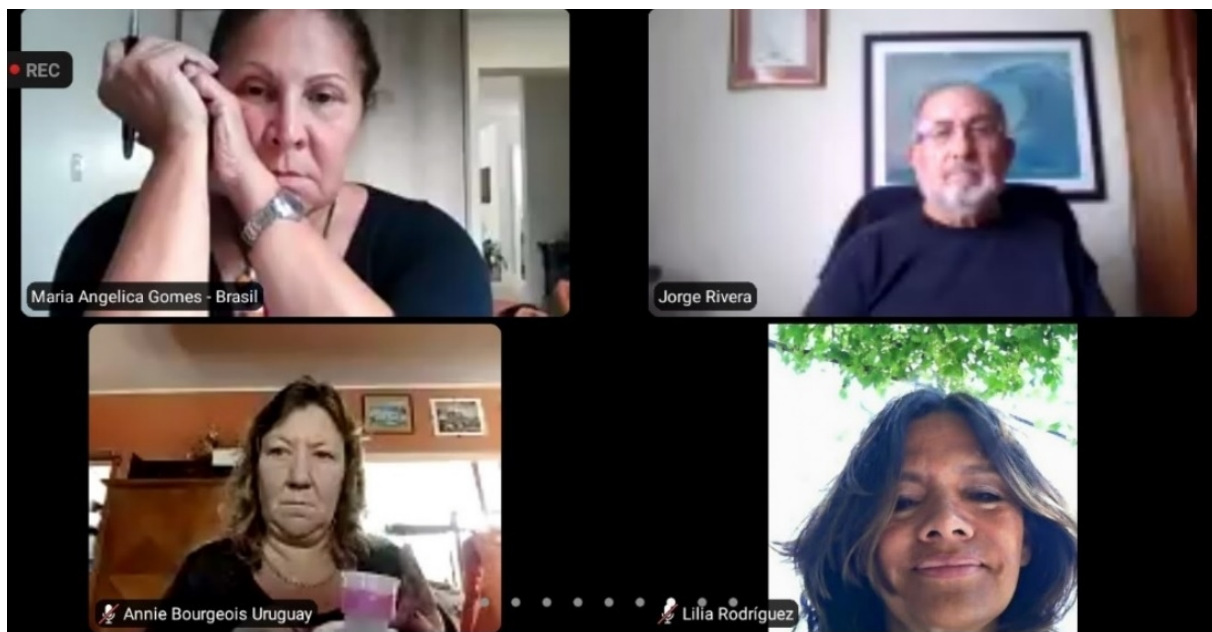 REC
Maria Angelica Gomes - Brasil
Jorge Rivera
Annie Bourgeois Uruguay
Lilia Rodríguez